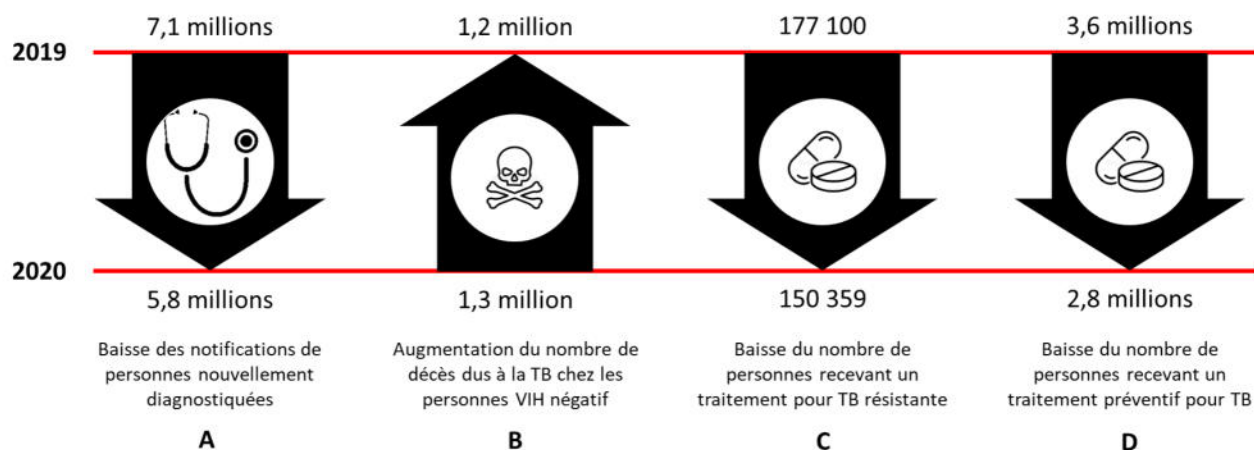 7,1 millions
1,2 million
177 100
3,6 millions
2019
2020
5,8 millions
1,3 million
150 359
2,8 millions
Baisse des notifications de
personnes nouvellement
diagnostiquées
A
Augmentation du nombre de
décès dus à la TB chez les
personnes VIH négatif
B
Baisse du nombre de
personnes recevant un
traitement pour TB résistante
C
Baisse du nombre de
personnes recevant un
traitement préventif pour TB
D